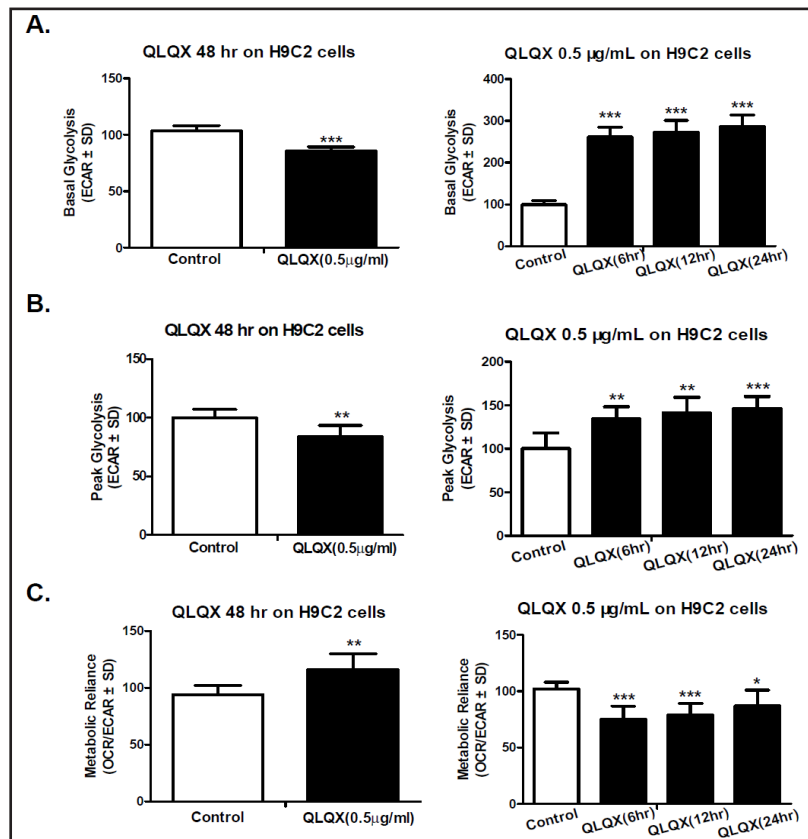 A.
QLQX 48 hr on H9C2 cells
Basal Glycolysis
(ECAR ± SD)
150
100
50
0
***
Control
QLQX(0.5µg/ml)
QLQX 0.5 µg/mL on H9C2 cells
Basal Glycolysis
(ECAR ± SD)
400
300
200
100
0
***
***
***
Control
QLQX(6hr)
QLQX(12hr)
QLQX(24hr)
B.
QLQX 48 hr on H9C2 cells
Peak Glycolysis
(ECAR ± SD)
150
100
50
0
**
Control
QLQX(0.5µg/ml)
QLQX 0.5 µg/mL on H9C2 cells
Peak Glycolysis
(ECAR ± SD)
200
150
100
50
0
**
**
***
Control
QLQX(6hr)
QLQX(12hr)
QLQX(24hr)
C.
QLQX 48 hr on H9C2 cells
Metabolic Reliance
(OCR/ECAR ± SD)
150
100
50
0
**
Control
QLQX(0.5µg/ml)
QLQX 0.5 µg/mL on H9C2 cells
Metabolic Reliance
(OCR/ECAR ± SD)
150
100
50
0
***
***
*
Control
QLQX(6hr)
QLQX(12hr)
QLQX(24hr)